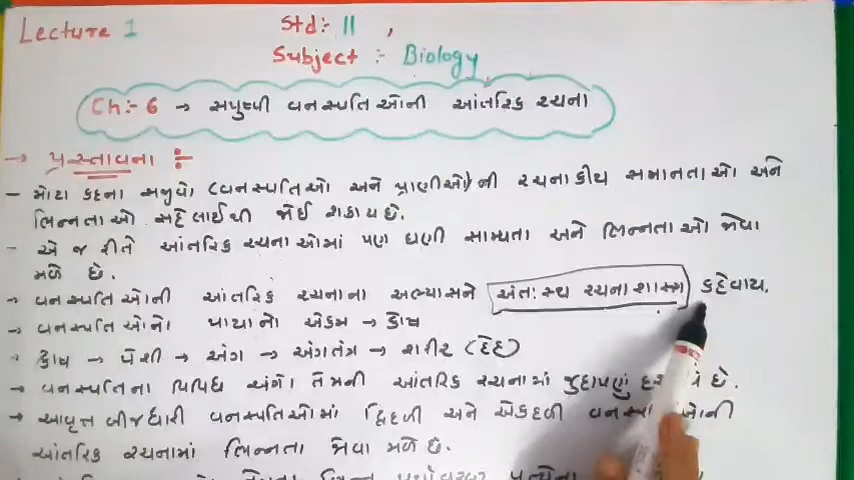 Lecture 1
Std:- 11 ,
Subject :- Biology
Ch:- 6 → સપુષ્પી વનસ્પતિઓની આંતરિક રચના
→ પ્રસ્તાવના :-
- મોટા કદના સજીવો (વનસ્પતિઓ અને પ્રાણીઓ)ની રચનાકીય સમાનતાઓ અને
ભિન્નતાઓ સહેલાઈથી જોઈ શકાય છે.
- એ જ રીતે આંતરિક રચનાઓમાં પણ ઘણી સામ્યતા અને ભિન્નતાઓ જોવા
મળે છે.
→ વનસ્પતિઓની આંતરિક રચનાના અભ્યાસને અંતઃસ્થ રચનાશાસ્ત્ર કહેવાય.
→ વનસ્પતિઓનો પાયાનો એકમ → કોષ
→ કોષ → પેશી → અંગ → અંગતંત્ર → શરીર (દેહ)
→ વનસ્પતિના વિવિધ અંગો તેમની આંતરિક રચનામાં જુદાપણું છે.
→ આવૃત બીજધારી વનસ્પતિઓમાં દ્વિદળી અને એકદળી
આંતરિક રચનામાં ભિન્નતા જોવા મળે છે.